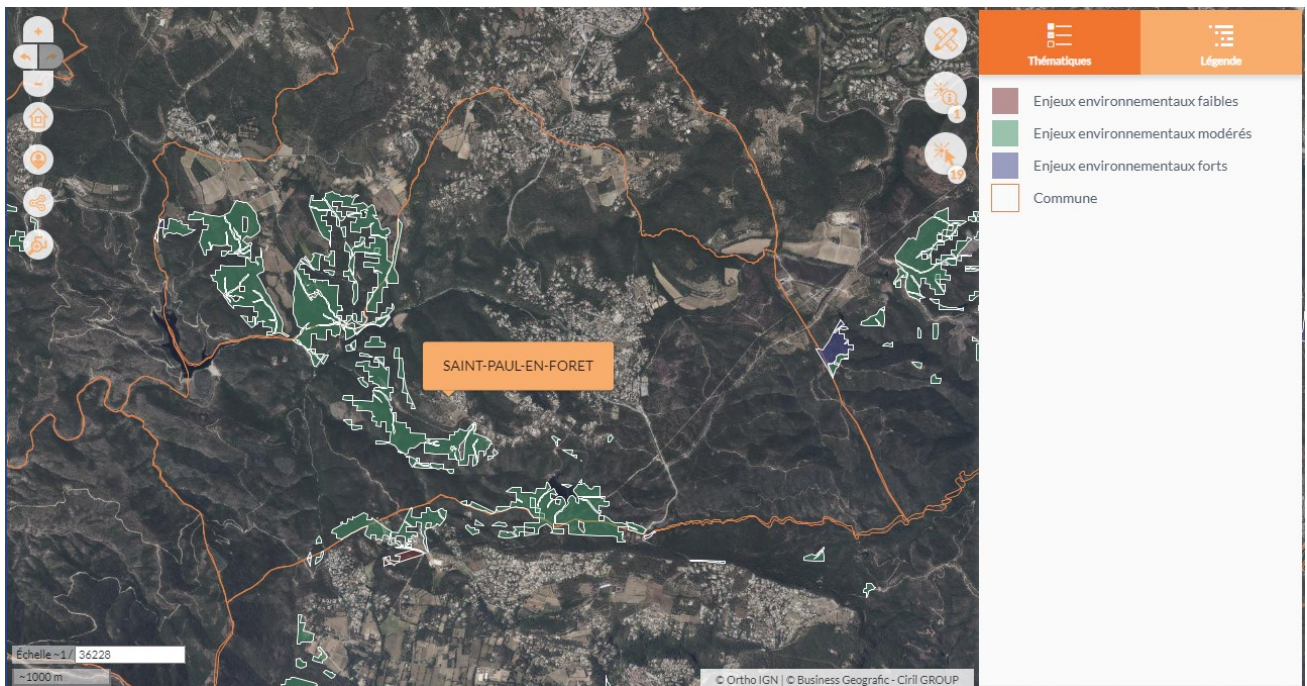 +
-
1
19
SAINT-PAUL-EN-FORET
Échelle ~1 / 36228
~1000 m
© Ortho IGN | © Business Geografic - Ciril GROUP
Thématiques
Légende
Enjeux environnementaux faibles
Enjeux environnementaux modérés
Enjeux environnementaux forts
Commune